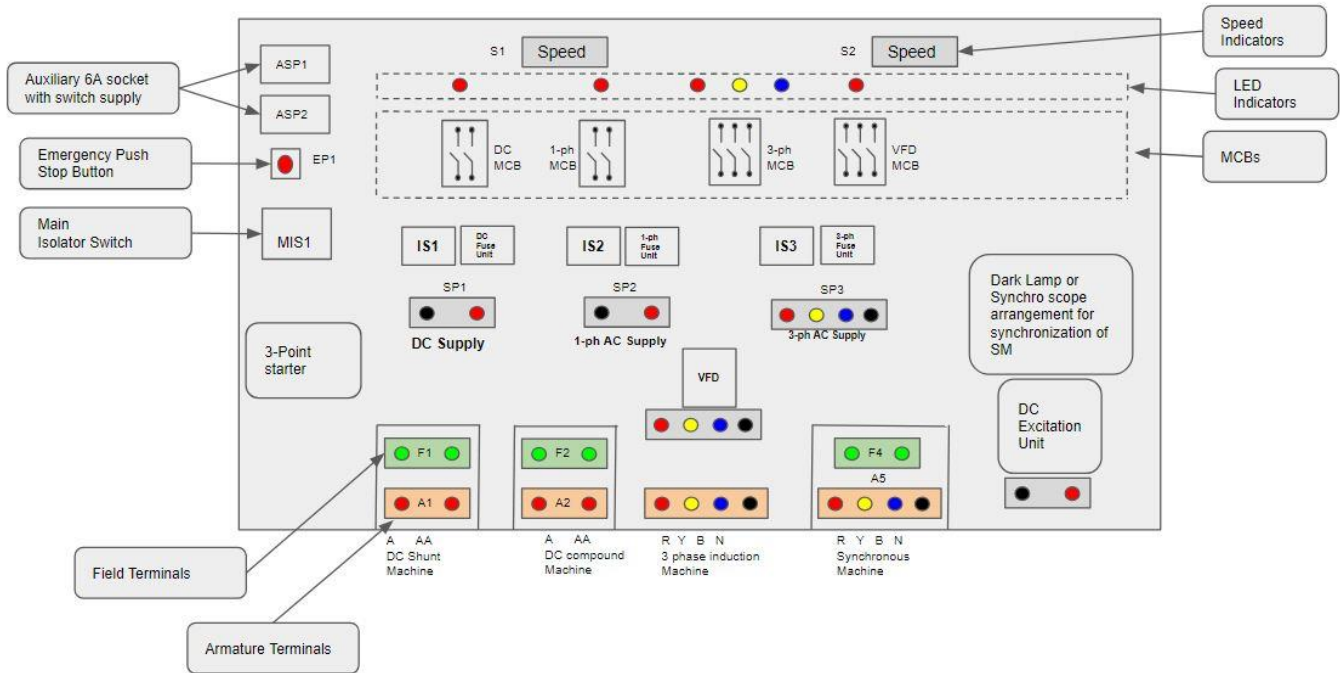 S1
Speed
S2
Speed
Speed
Indicators
ASP1
Auxiliary 6A socket
with switch supply
LED
Indicators
ASP2
DC
MCB
1-ph
MCB
3-ph
MCB
VFD
MCB
MCBs
Emergency Push
Stop Button
EP1
Main
Isolator Switch
MIS1
IS1
DC
Fuse
Unit
IS2
1-ph
Fuse
Unit
IS3
3-ph
Fuse
Unit
SP1
DC Supply
SP2
1-ph AC Supply
SP3
3-ph AC Supply
Dark Lamp or
Synchro scope
arrangement for
synchronization of
SM
3-Point
starter
VFD
DC
Excitation
Unit
F1
F2
F4
A5
A1
A2
A AA
DC Shunt
Machine
A AA
DC compound
Machine
R Y B N
3 phase induction
Machine
R Y B N
Synchronous
Machine
Field Terminals
Armature Terminals